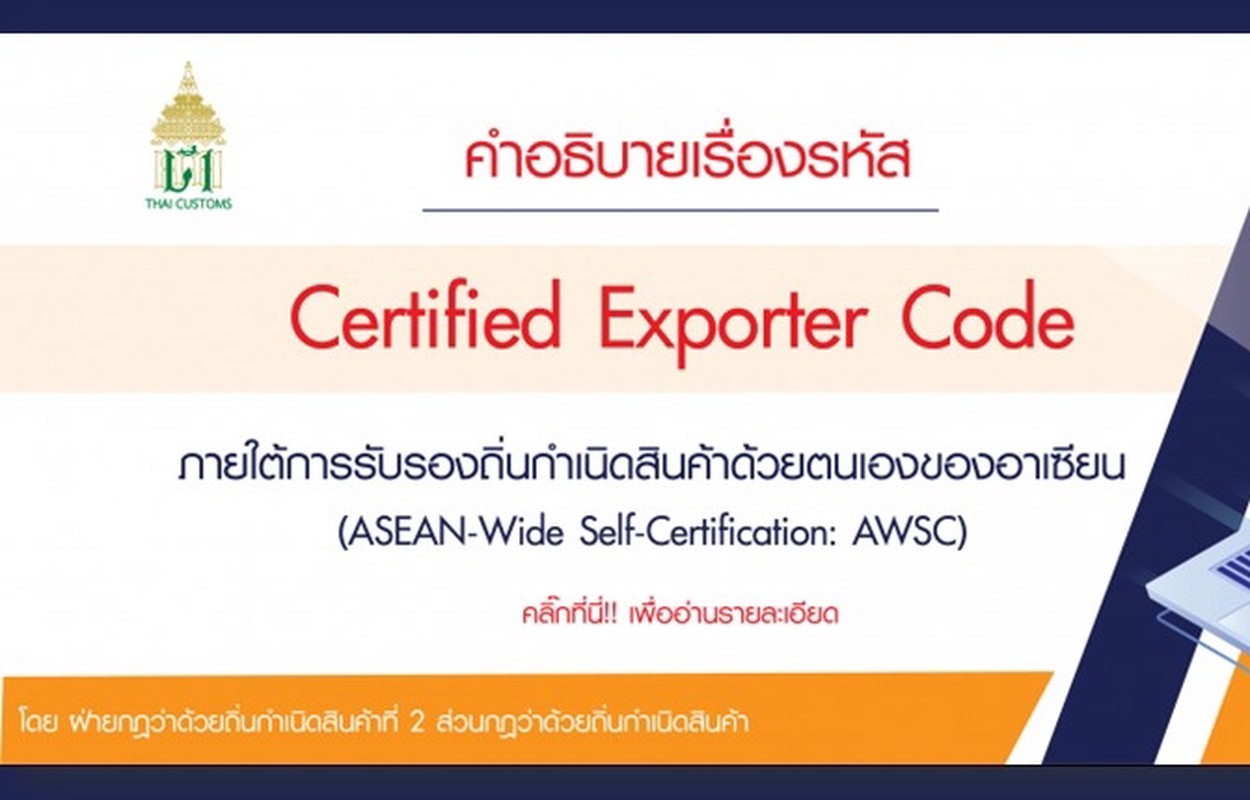 THAI CUSTOMS
คำอธิบายเรื่องรหัส
Certified Exporter Code
ภายใต้การรับรองถิ่นกำเนิดสินค้าด้วยตนเองของอาเซียน
(ASEAN-Wide Self-Certification: AWSC)
คลิ๊กที่นี่!! เพื่ออ่านรายละเอียด
โดย ฝ่ายกฎว่าด้วยถิ่นกำเนิดสินค้าที่ 2 ส่วนกฎว่าด้วยถิ่นกำเนิดสินค้า